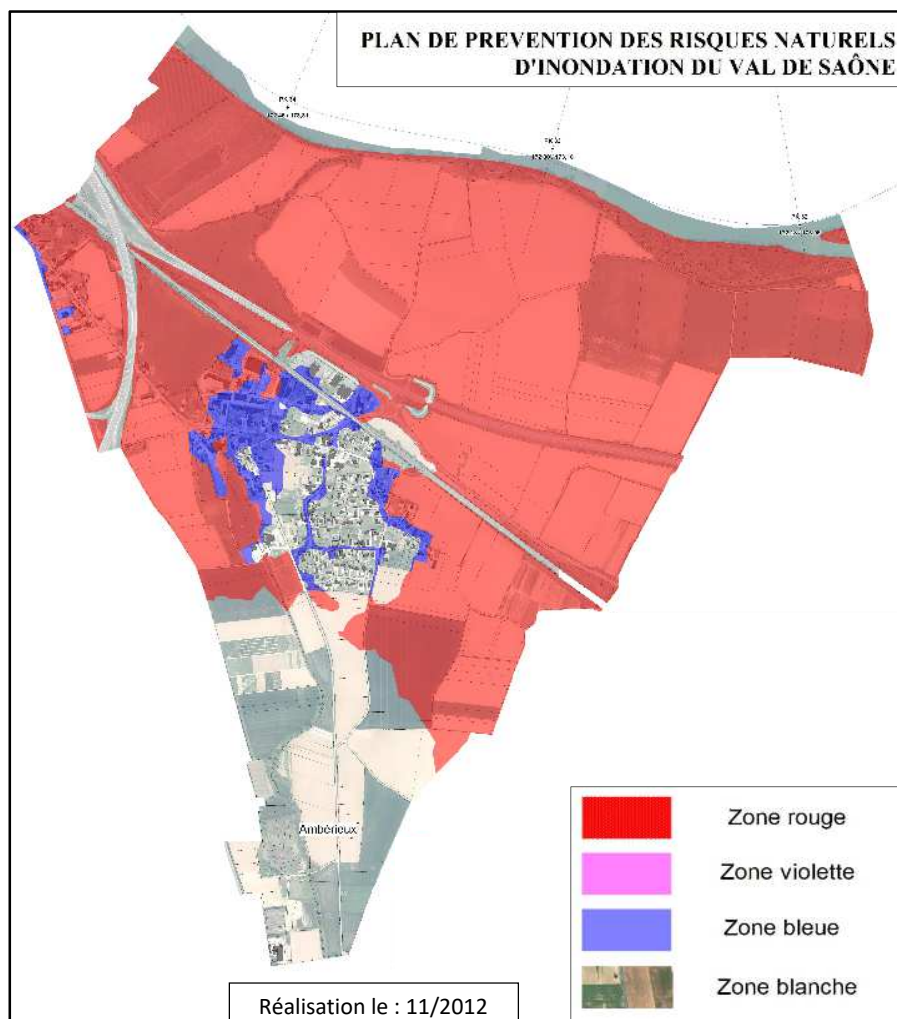 PLAN DE PREVENTION DES RISQUES NATURELS
D'INONDATION DU VAL DE SAÔNE
Ambérieux
Zone rouge
Zone violette
Zone bleue
Zone blanche
Réalisation le : 11/2012